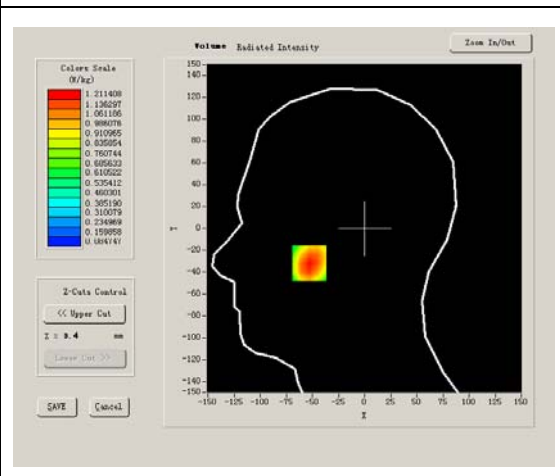 Volume Radiated Intensity
Zoom In/Out
Colors Scale
(W/kg)
1.211408
1.136297
1.061186
0.986076
0.910965
0.835854
0.760744
0.685633
0.610522
0.535412
0.460301
0.385190
0.310079
0.234969
0.159858
0.084747
Z-Cuts Control
<< Upper Cut
Z = 3.4 mm
Lower Cut >>
SAVE Cancel
150
140
120
100
80
60
40
20
0
-20
-40
-60
-80
-100
-120
-140
-150
Y
-150 -125 -100 -75 -50 -25 0 25 50 75 100 125 150
X